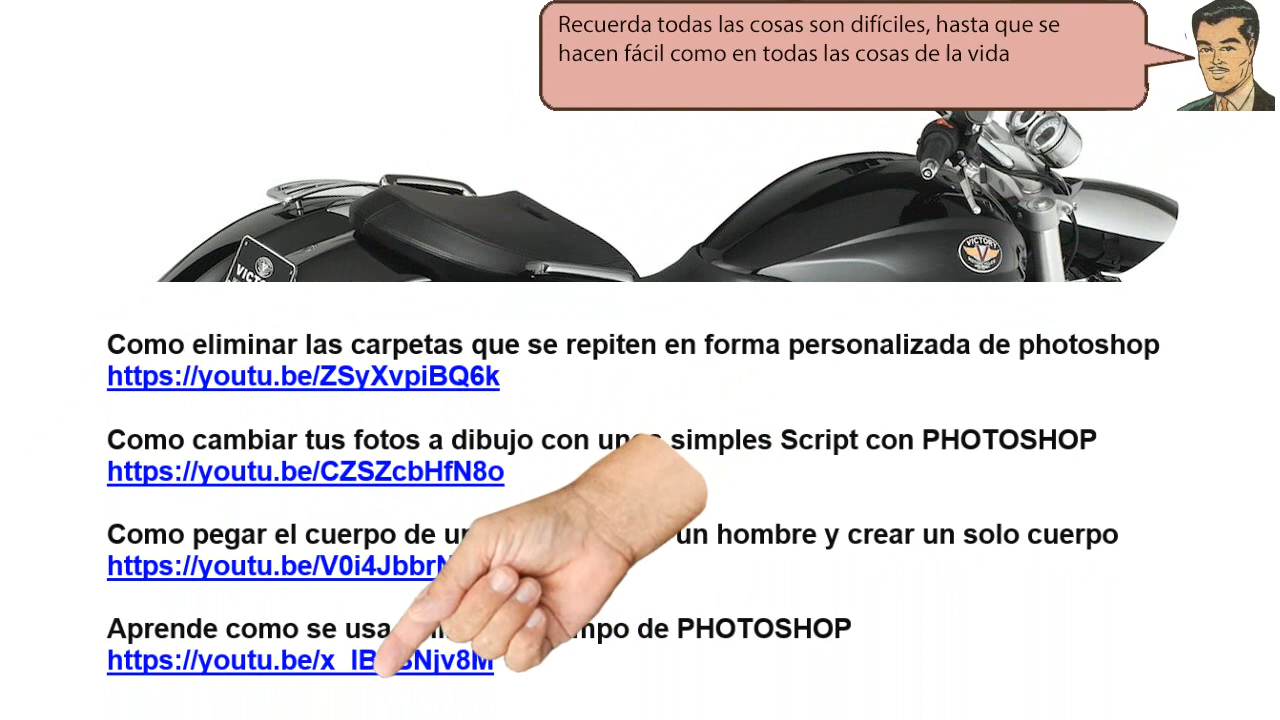 Recuerda todas las cosas son difíciles, hasta que se
hacen fácil como en todas las cosas de la vida
VICTORY
VICTO
Como eliminar las carpetas que se repiten en forma personalizada de photoshop
https://youtu.be/ZSyXvpiBQ6k
Como cambiar tus fotos a dibujo con unos simples Script con PHOTOSHOP
https://youtu.be/CZSZcbHfN8o
Como pegar el cuerpo de un hombre y crear un solo cuerpo
https://youtu.be/V0i4Jbbr
Aprende como se usa de PHOTOSHOP